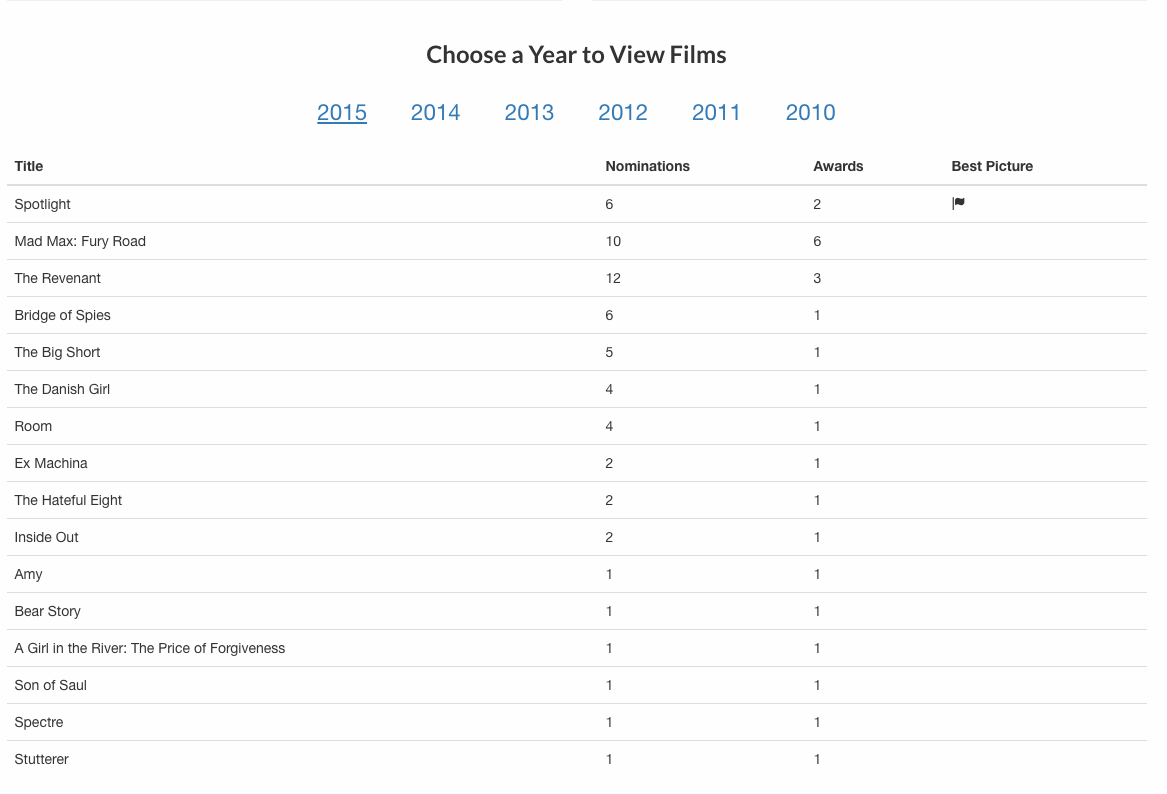 Choose a Year to View Films
2015 2014 2013 2012 2011 2010
Title Nominations Awards Best Picture
Spotlight 6 2
Mad Max: Fury Road 10 6
The Revenant 12 3
Bridge of Spies 6 1
The Big Short 5 1
The Danish Girl 4 1
Room 4 1
Ex Machina 2 1
The Hateful Eight 2 1
Inside Out 2 1
Amy 1 1
Bear Story 1 1
A Girl in the River: The Price of Forgiveness 1 1
Son of Saul 1 1
Spectre 1 1
Stutterer 1 1